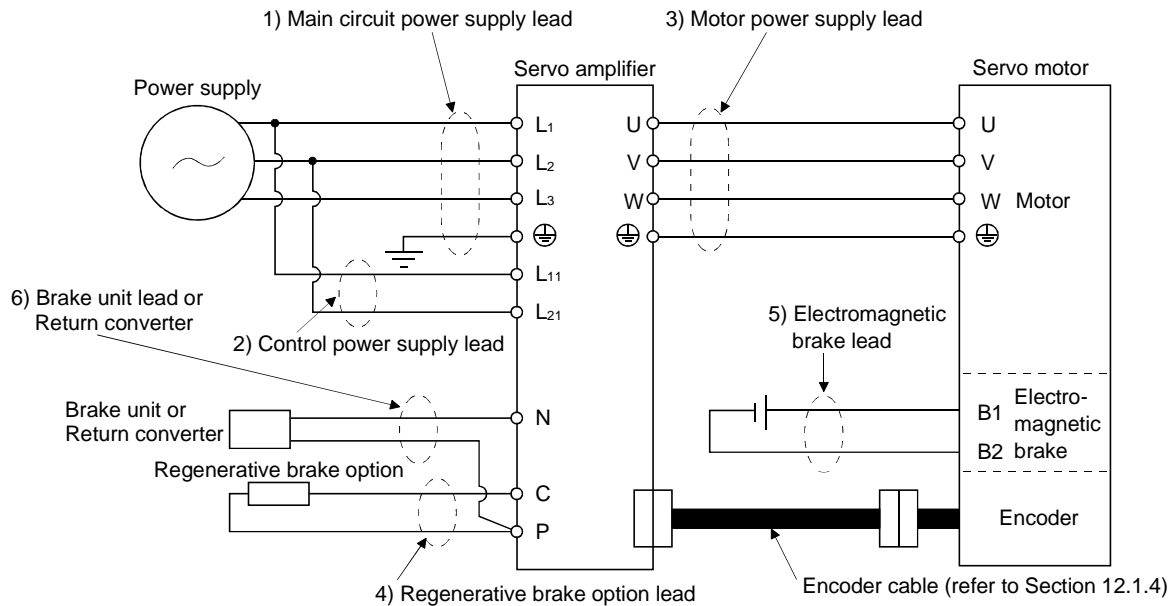 1) Main circuit power supply lead
3) Motor power supply lead
Servo amplifier
Servo motor
Power supply
L1
U
U
L2
V
V
L3
W
W
Motor
L11
6) Brake unit lead or
Return converter
L21
2) Control power supply lead
5) Electromagnetic
brake lead
Brake unit or
Return converter
N
B1
Electro-
magnetic
brake
B2
Regenerative brake option
C
P
Encoder
4) Regenerative brake option lead
Encoder cable (refer to Section 12.1.4)